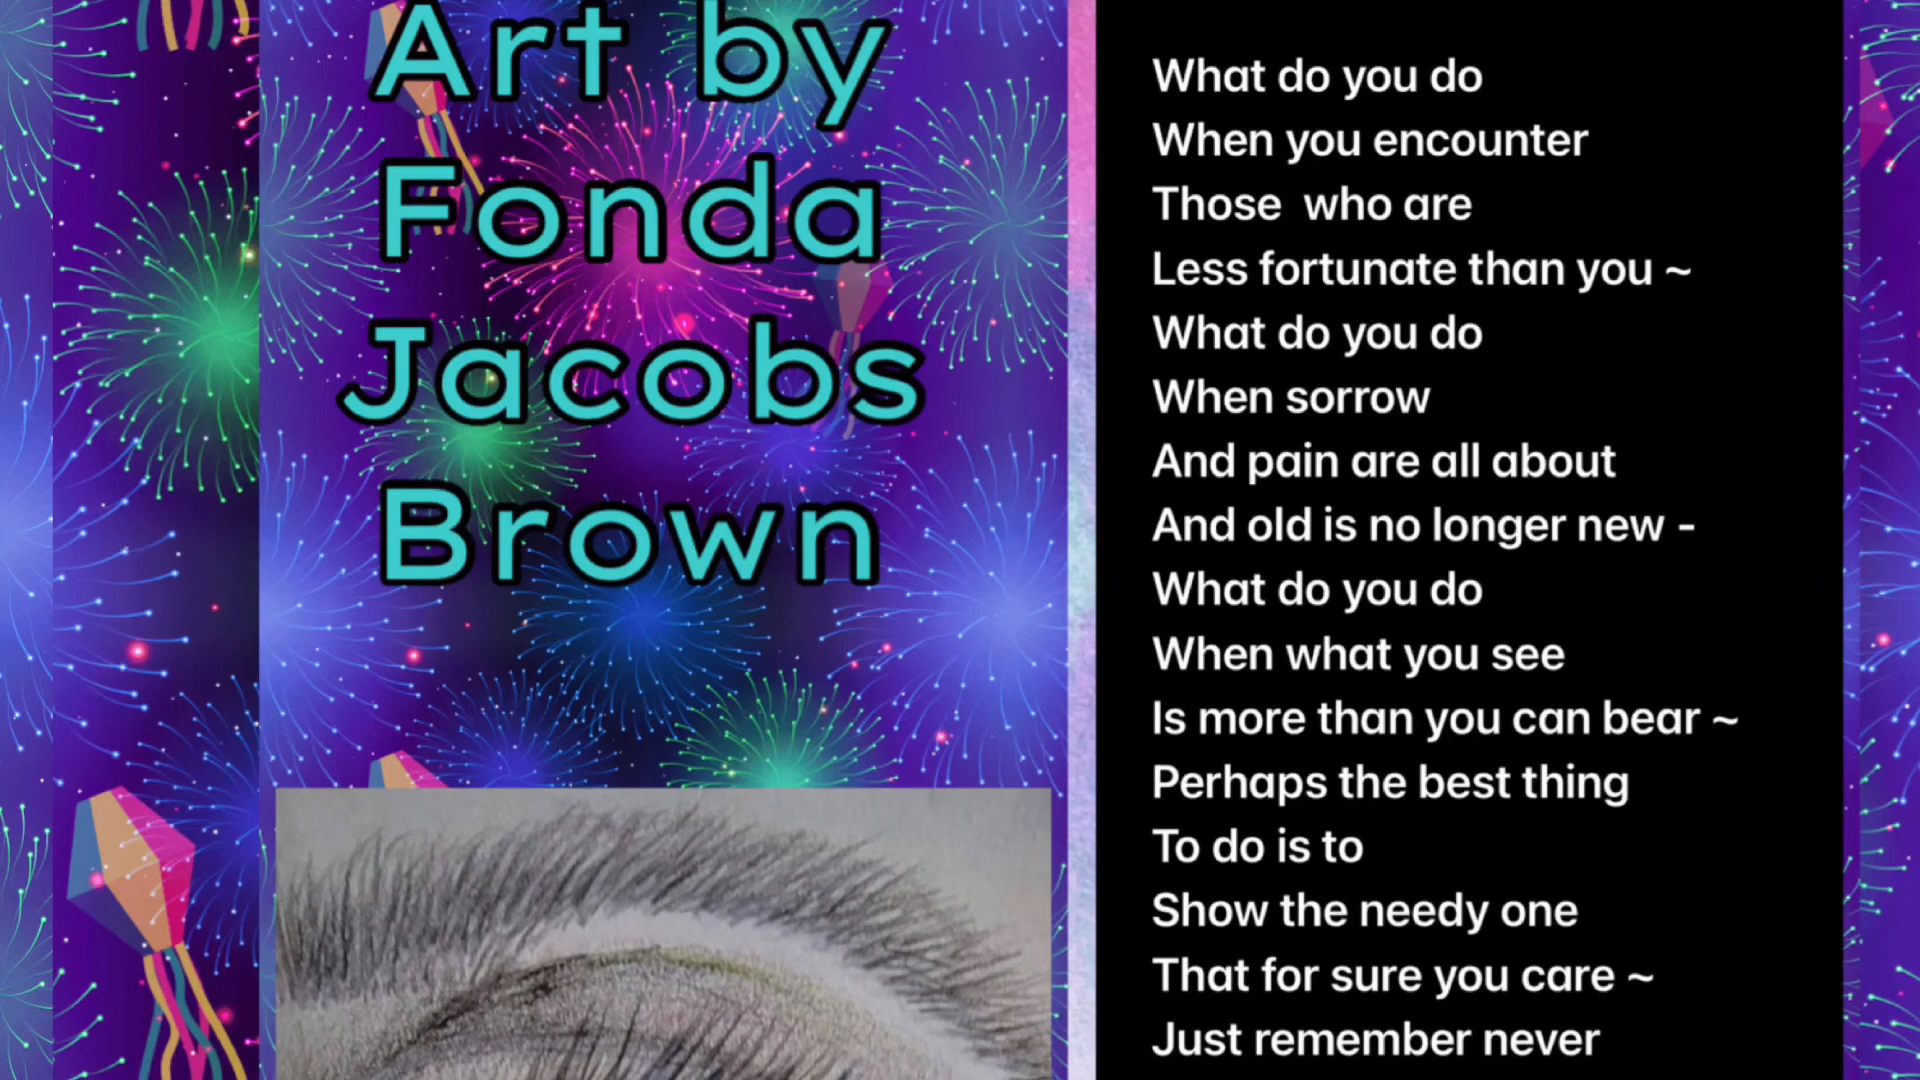 Art by
Fonda
Jacobs
Brown
What do you do
When you encounter
Those  who are
Less fortunate than you ~
What do you do
When sorrow
And pain are all about
And old is no longer new -
What do you do
When what you see
Is more than you can bear ~
Perhaps the best thing
To do is to
Show the needy one
That for sure you care ~
Just remember never